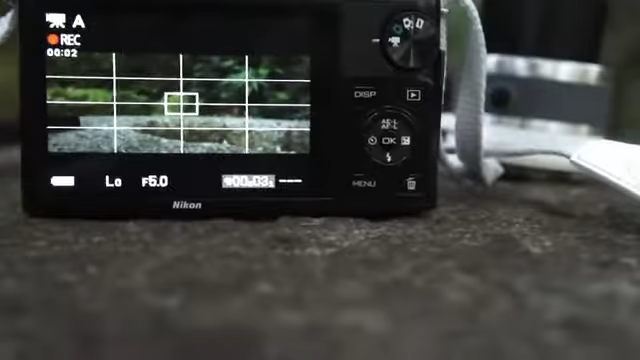 A
REC
00:02
DISP
AE-L
AF-L
OK
Lo F5.0
MENU
Nikon